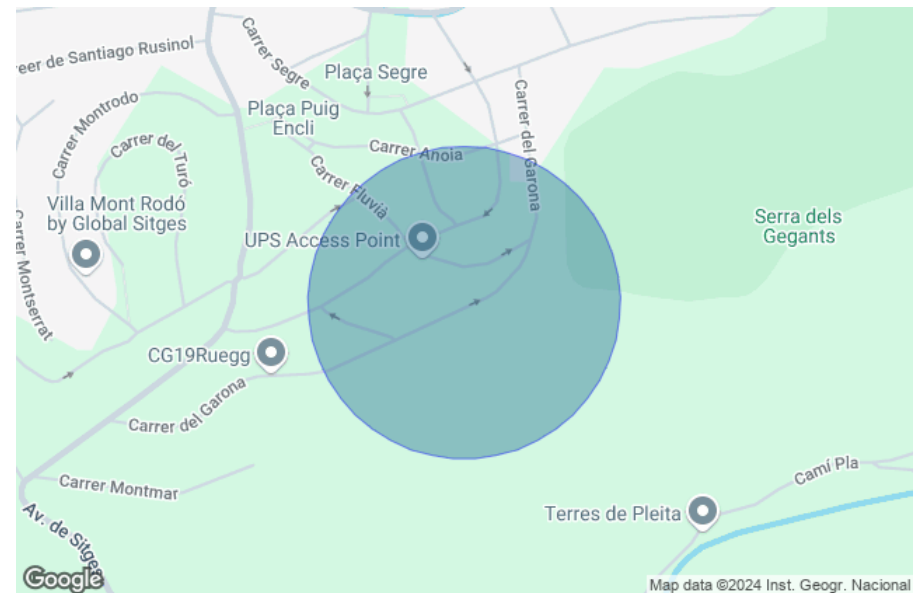 reer de Santiago Rusinol
Carrer Segre
Plaça Segre
Carrer Montrodo
Plaça Puig
Encli
Carrer del Garona
Carrer del Turó
Carrer Anoia
Carrer Fluvià
Villa Mont Rodó
by Global Sitges
Serra dels
Gegants
UPS Access Point
Carrer Montserrat
CG19Ruegg
Carrer del Garona
Camí Pla
Carrer Montmar
Terres de Pleita
Av. de Sitges
Google
Map data ©2024 Inst. Geogr. Nacional